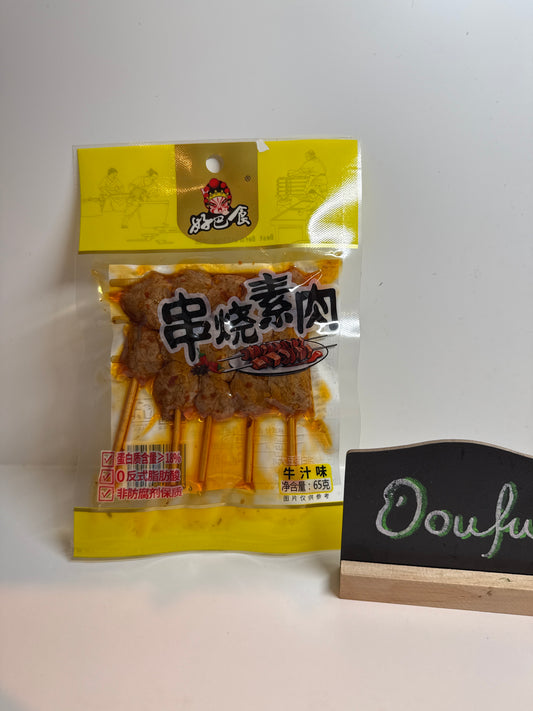 ®
好巴食
串烧素肉
蛋白质含量≥18%
0反式脂肪酸
非防腐剂保质
牛汁味
净含量：65克
图片仅供参考
Doufu